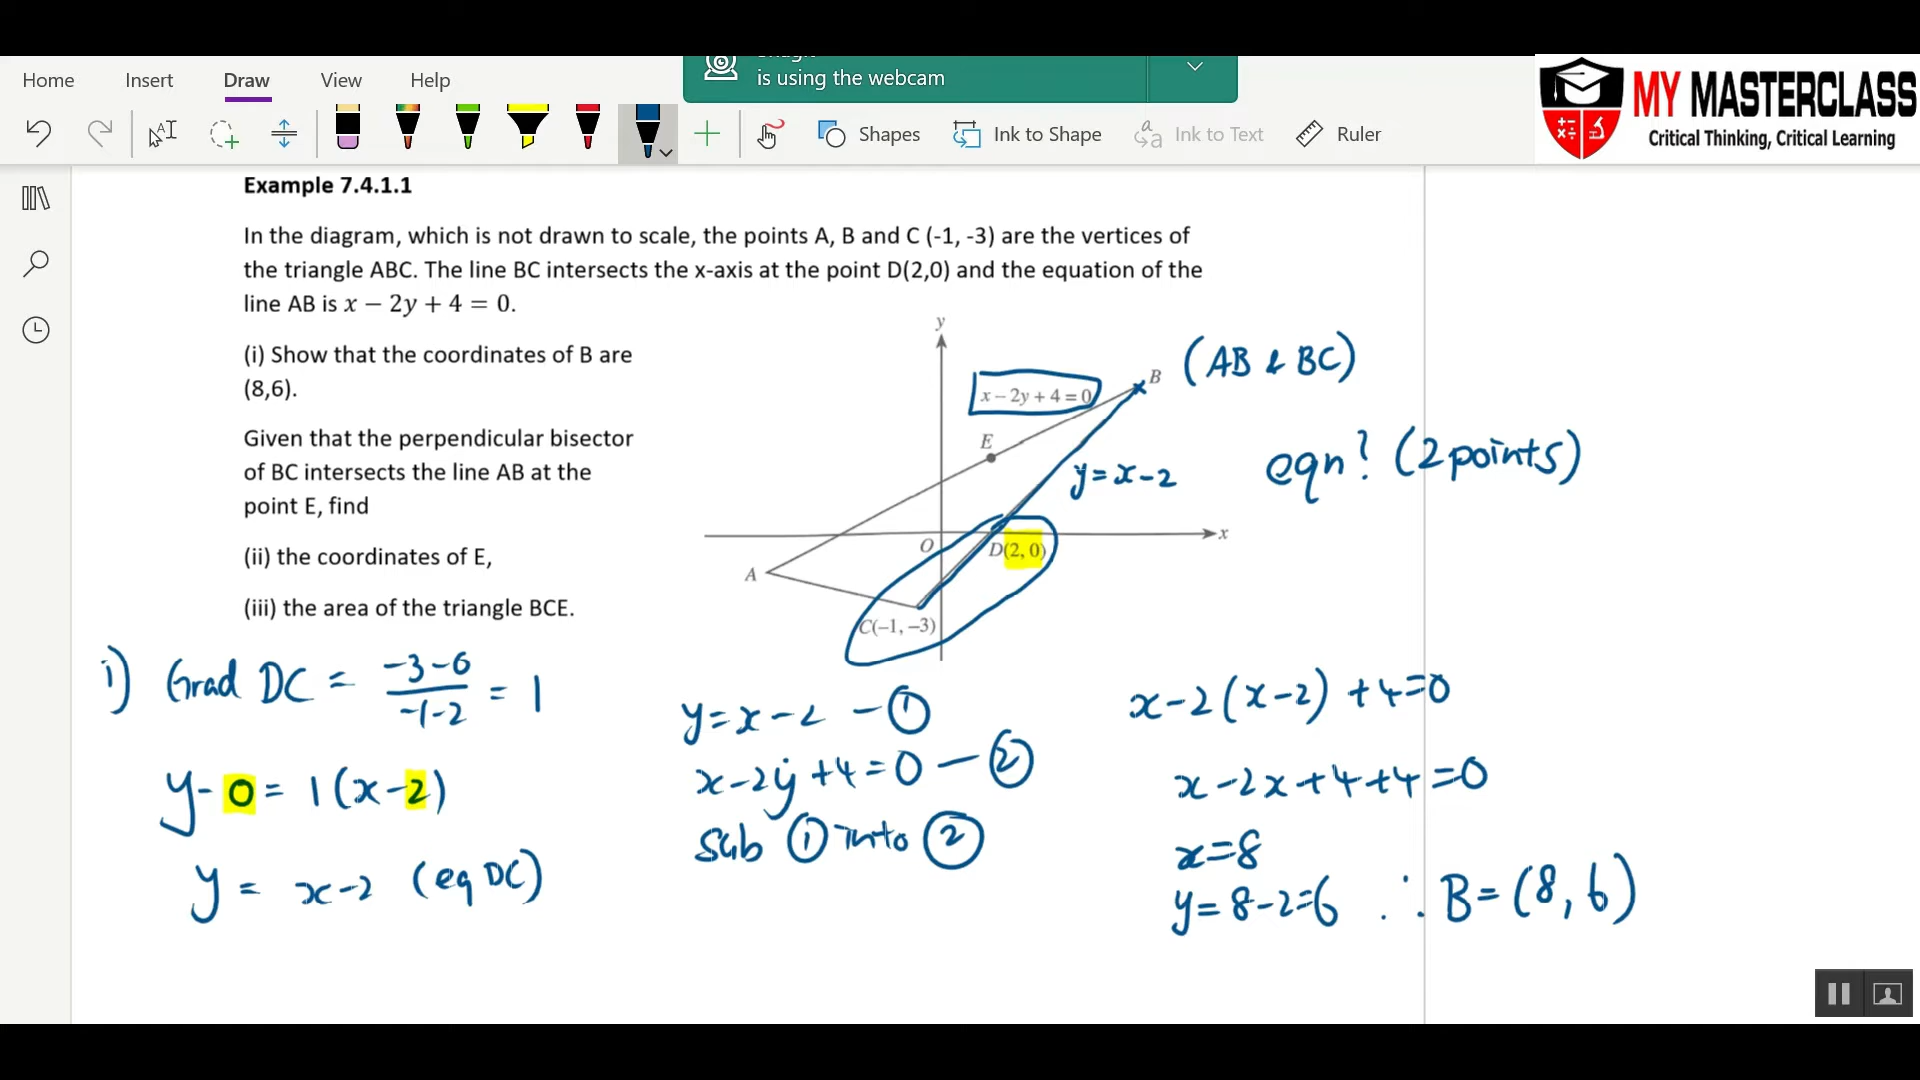 is using the webcam
Home Insert Draw View Help
MY MASTERCLASS
Critical Thinking, Critical Learning
Shapes Ink to Shape Ink to Text Ruler
Example 7.4.1.1
In the diagram, which is not drawn to scale, the points A, B and C (-1, -3) are the vertices of
the triangle ABC. The line BC intersects the x-axis at the point D(2,0) and the equation of the
line AB is x − 2y + 4 = 0.
(i) Show that the coordinates of B are
(8,6).
Given that the perpendicular bisector
of BC intersects the line AB at the
point E, find
(ii) the coordinates of E,
(iii) the area of the triangle BCE.
y
x − 2y + 4 = 0
B
(AB & BC)
E
y=x-2
eqn? (2 points)
O
D(2, 0)
x
A
C(−1, −3)
i) Grad DC = -3-0/-1-2 = 1
y-0 = 1(x-2)
y = x-2 (eq DC)
y=x-2 -①
x-2y+4=0 -②
Sub ① into ②
x-2(x-2)+4=0
x-2x+4+4=0
x=8
y=8-2=6 ∴ B=(8,6)